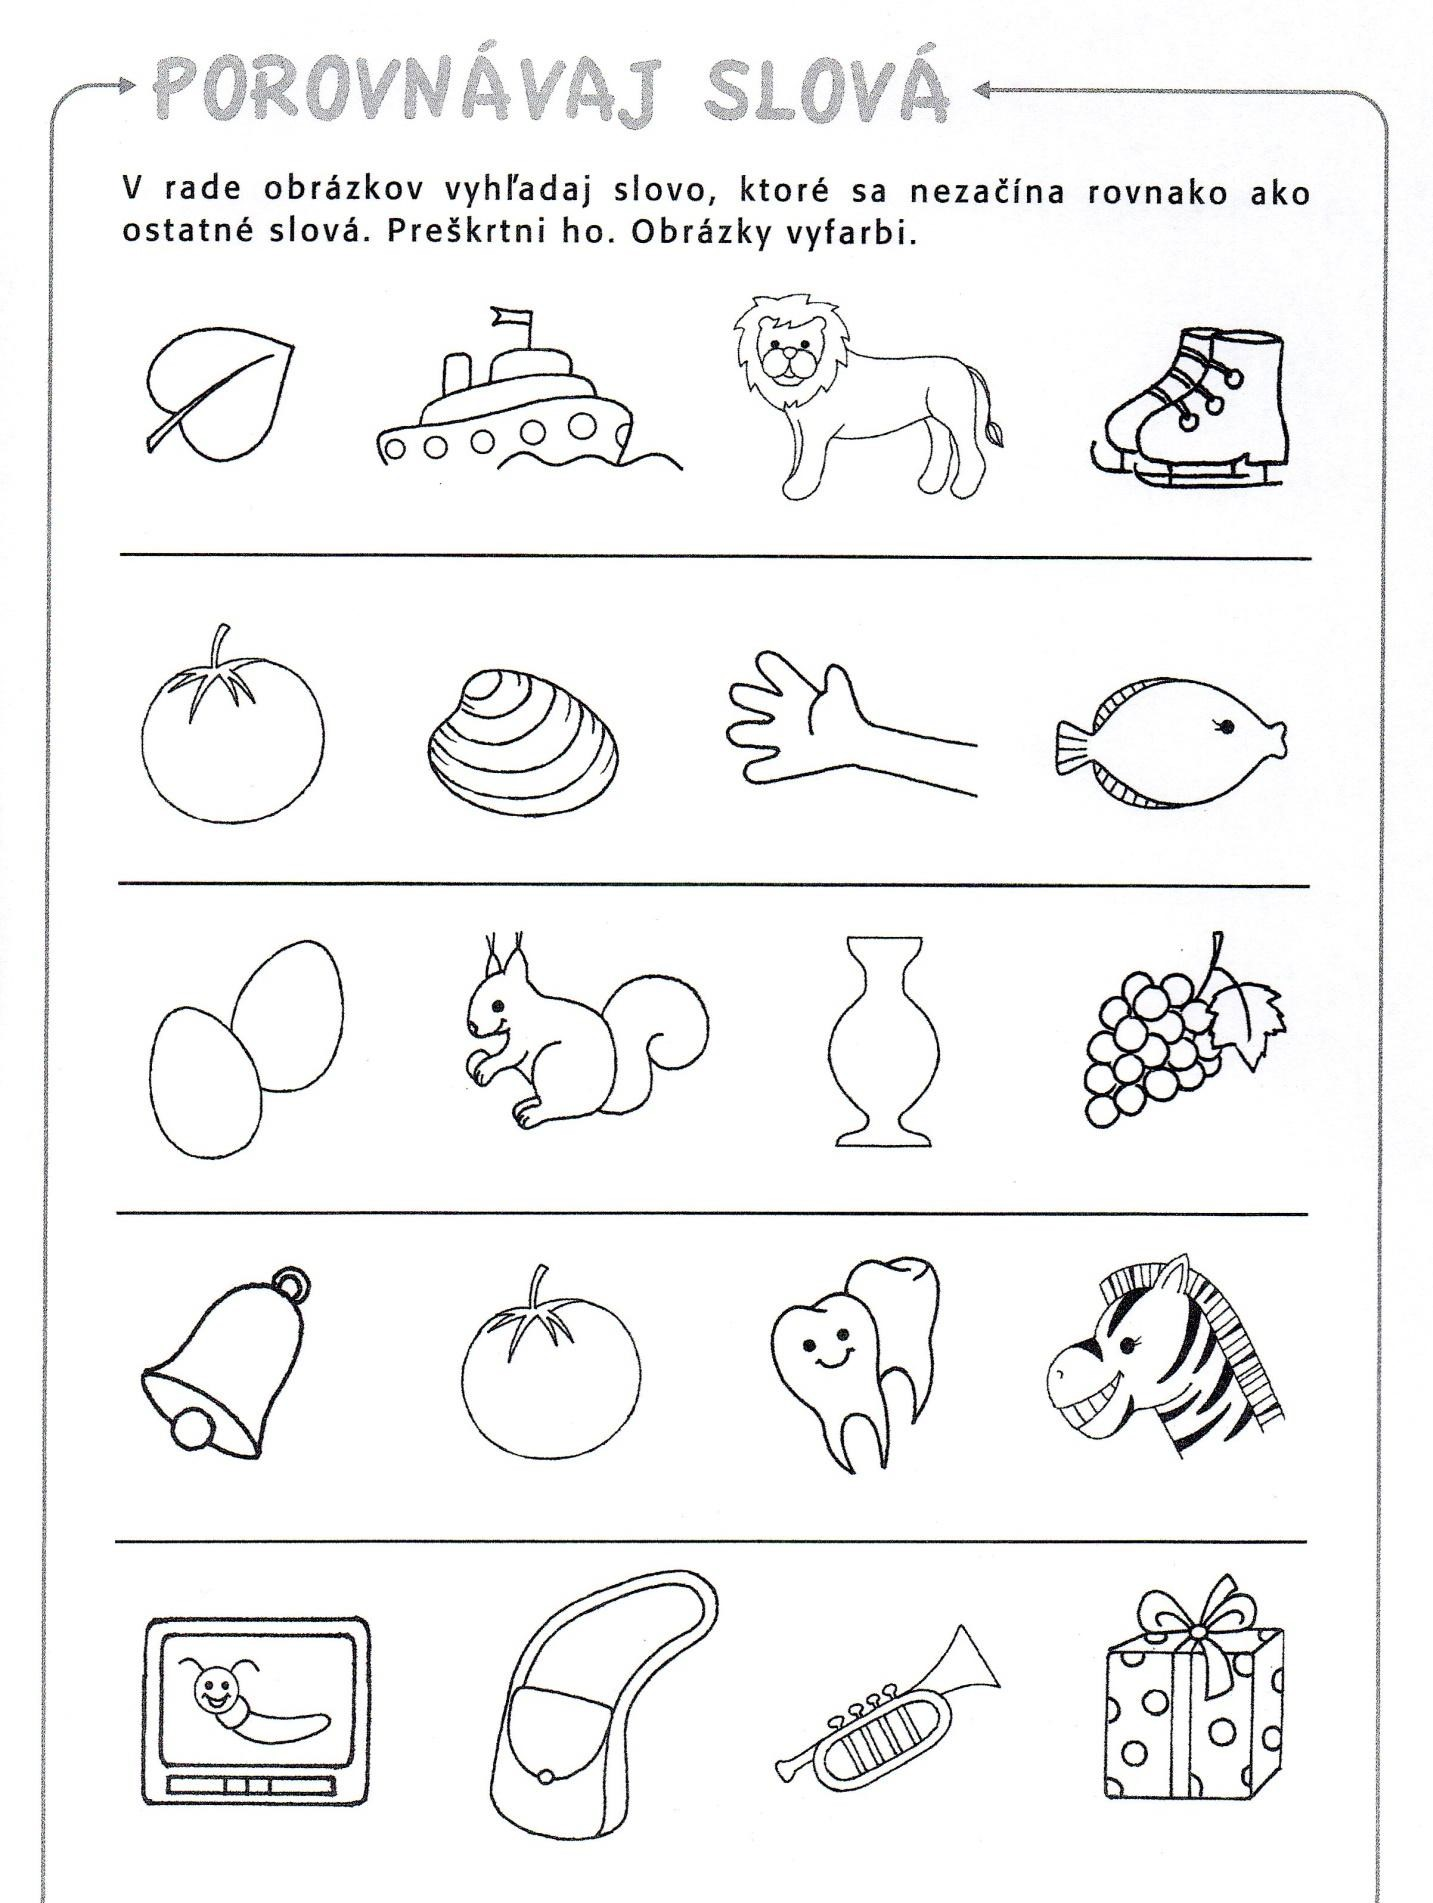 POROVNÁVAJ SLOVÁ
V rade obrázkov vyhľadaj slovo, ktoré sa nezačína rovnako ako
ostatné slová. Preškrtni ho. Obrázky vyfarbi.